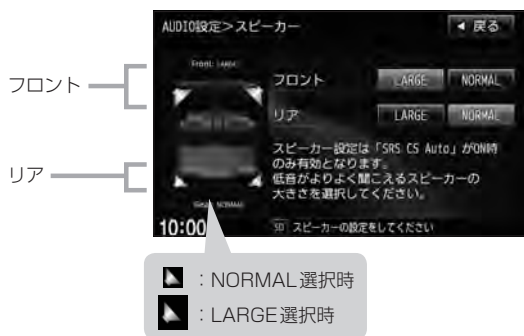 AUDIO設定>スピーカー
◀ 戻る
Front: LARGE
フロント
フロント LARGE NORMAL
リア LARGE NORMAL
リア
スピーカー設定は「SRS CS Auto」がON時
のみ有効となります。
低音がよりよく聞こえるスピーカーの
大きさを選択してください。
Rear: NORMAL
10:00
SD スピーカーの設定をしてください
：NORMAL選択時
：LARGE選択時